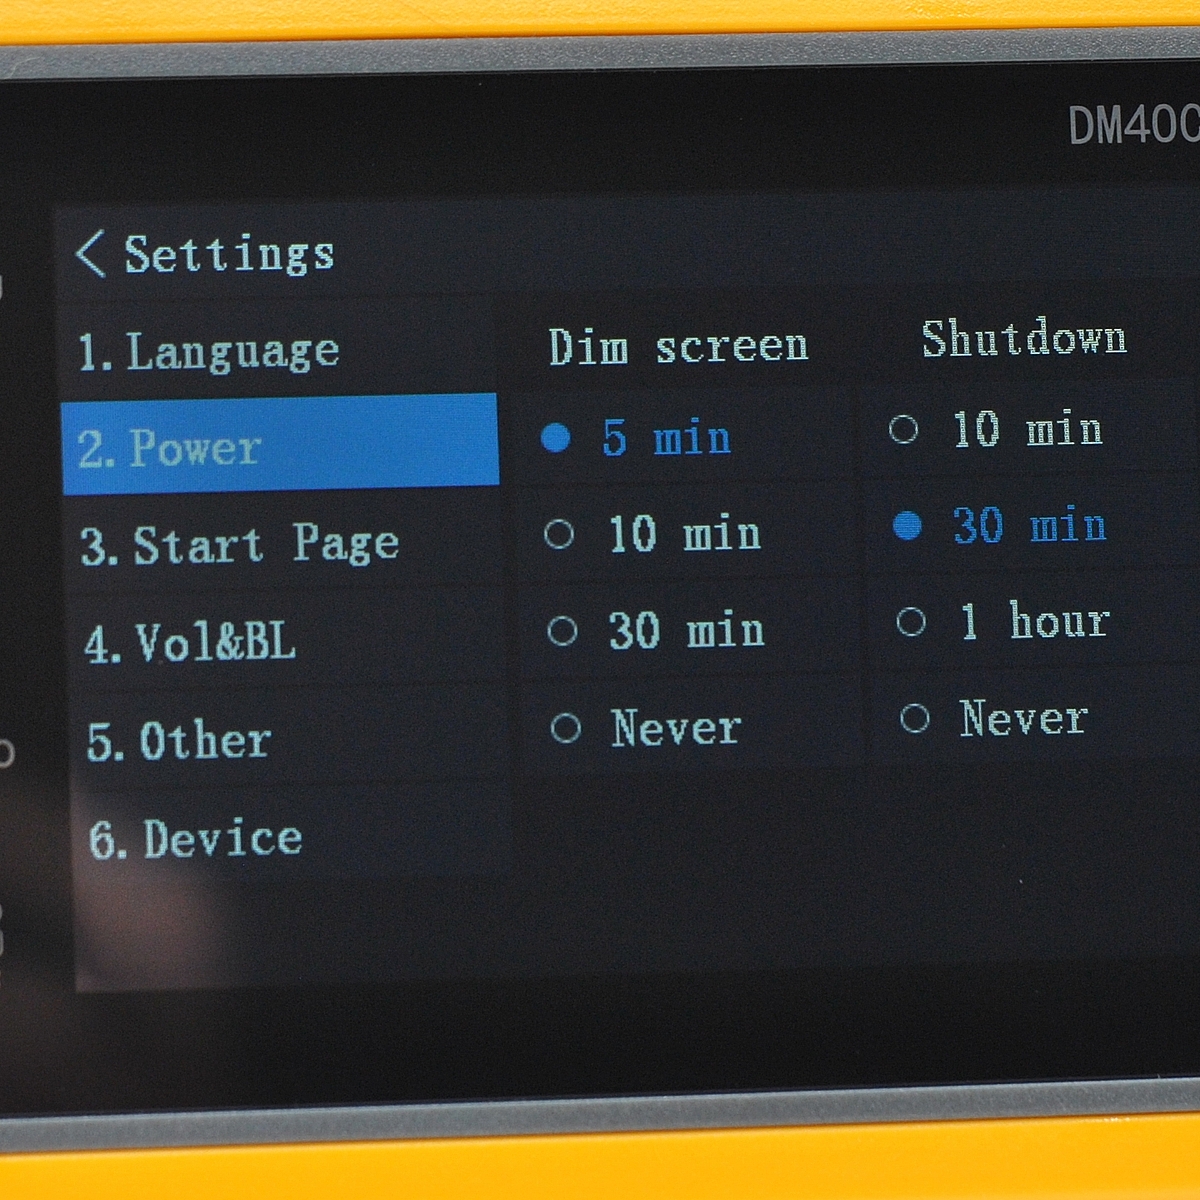 DM40C
Settings
1. Language
2. Power
3. Start Page
4. Vol&BL
5. Other
6. Device
Dim screen
5 min
10 min
30 min
Never
Shutdown
10 min
30 min
1 hour
Never